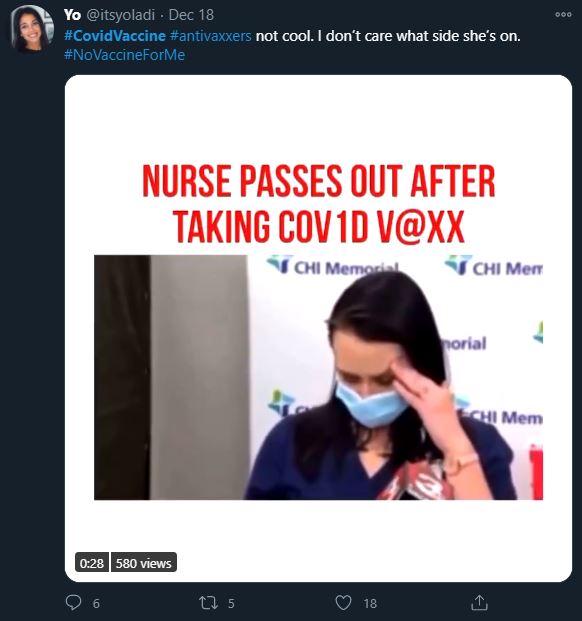 Yo @itsyoladi · Dec 18
#CovidVaccine #antivaxxers not cool. I don't care what side she's on.
#NoVaccineForMe
NURSE PASSES OUT AFTER
TAKING COV1D V@XX
CHI Memorial
CHI Mem
morial
CHI Mem
0:28 580 views
6 5 18